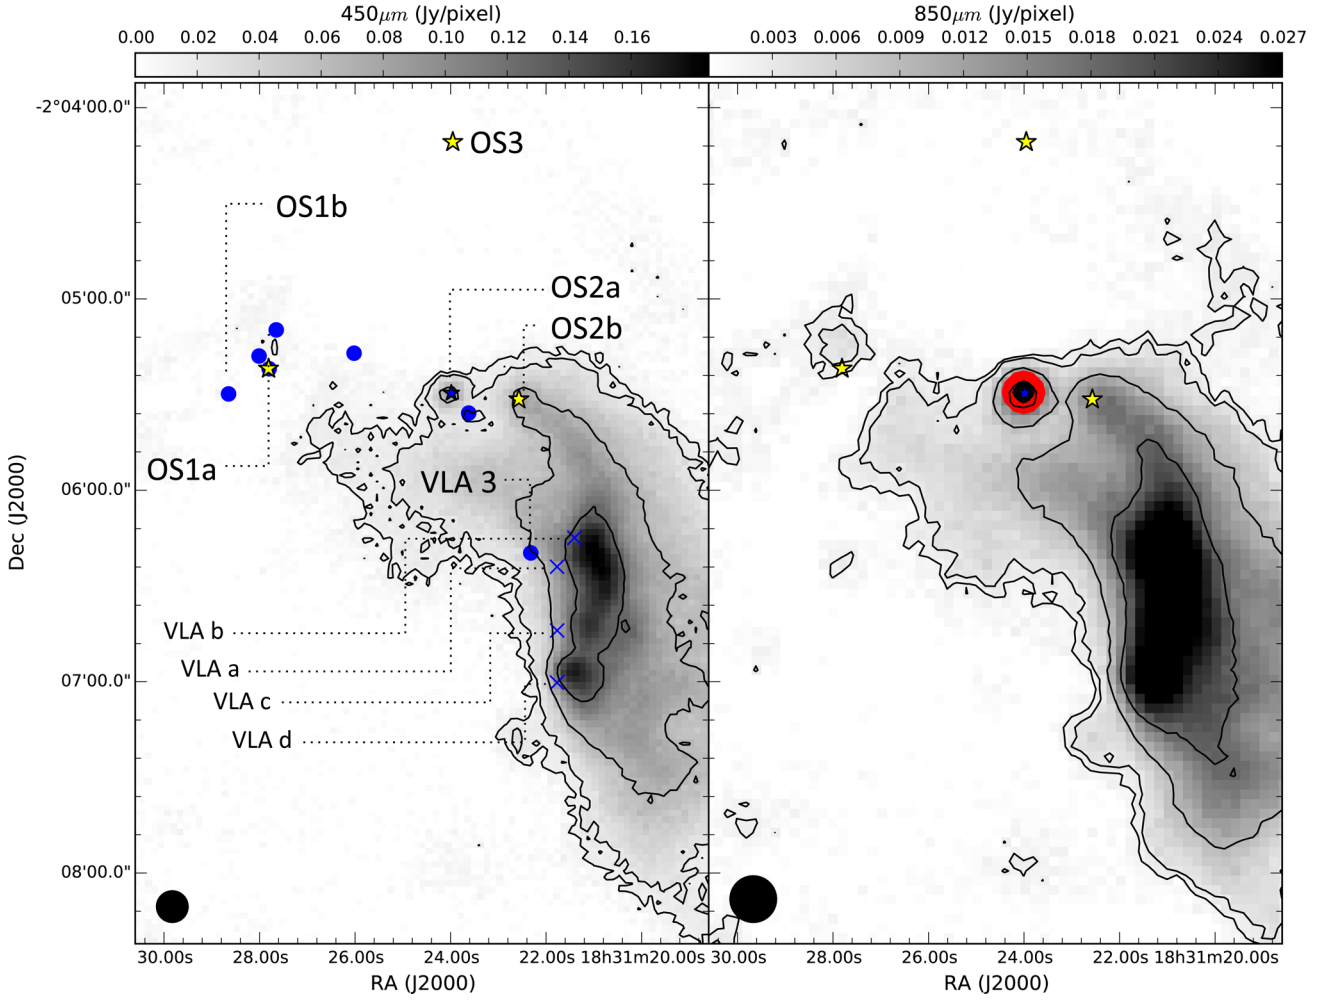 450μm (Jy/pixel)
850μm (Jy/pixel)
0.00 0.02 0.04 0.06 0.08 0.10 0.12 0.14 0.16
0.003 0.006 0.009 0.012 0.015 0.018 0.021 0.024 0.027
-2°04'00.0"
05'00.0"
06'00.0"
07'00.0"
08'00.0"
Dec (J2000)
OS3
OS1b
OS2a
OS2b
OS1a
VLA 3
VLA b
VLA a
VLA c
VLA d
30.00s 28.00s 26.00s 24.00s 22.00s 18h31m20.00s
30.00s 28.00s 26.00s 24.00s 22.00s 18h31m20.00s
RA (J2000)
RA (J2000)